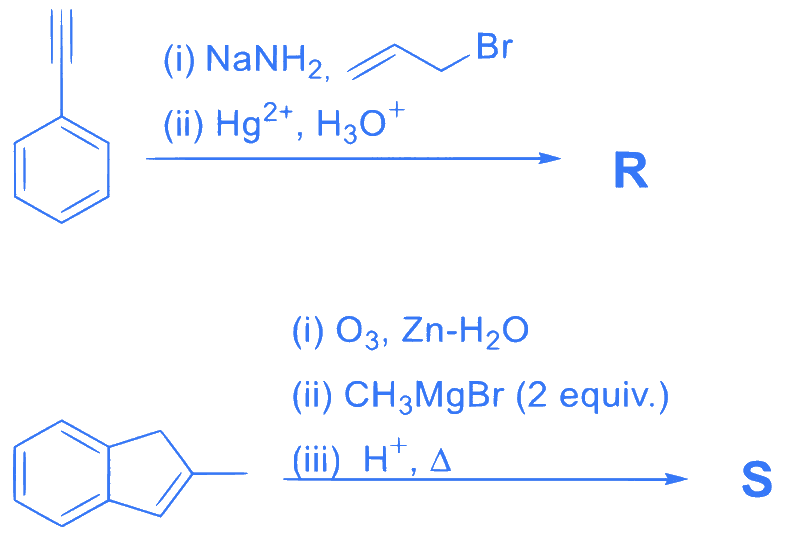 (i) NaNH₂, Br
(ii) Hg²⁺, H₃O⁺
R
(i) O₃, Zn-H₂O
(ii) CH₃MgBr (2 equiv.)
(iii) H⁺, Δ
S